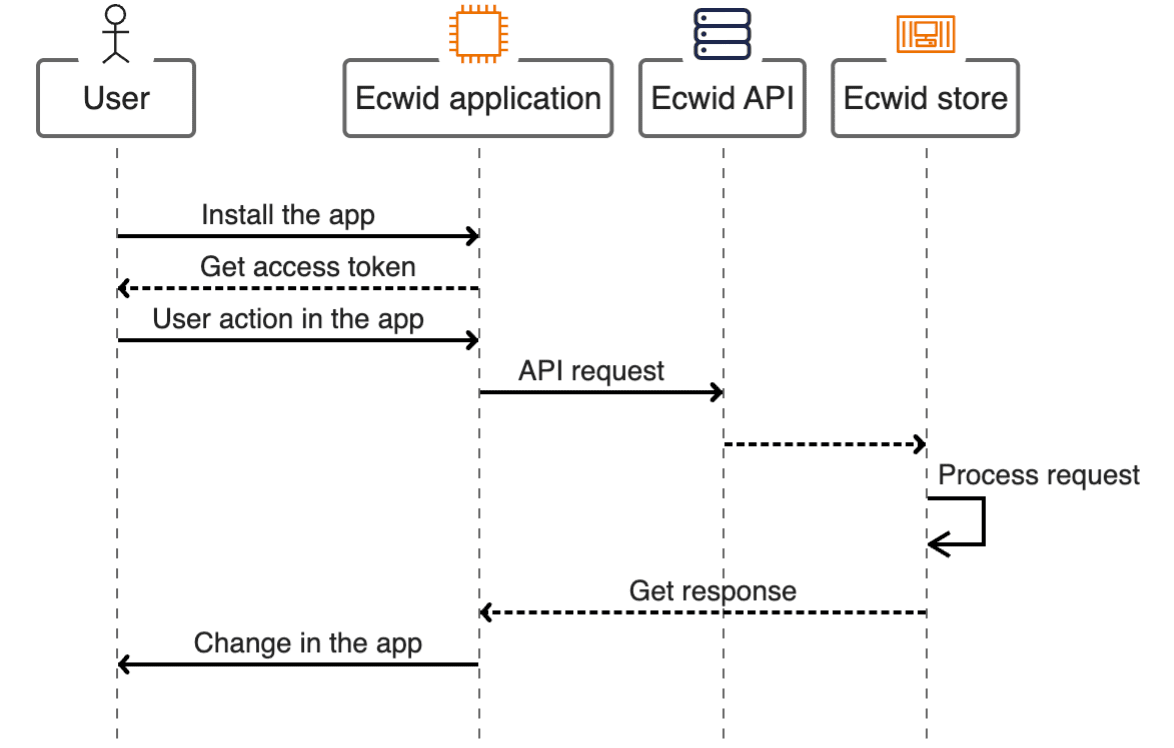 User
Ecwid application
Ecwid API
Ecwid store
Install the app
Get access token
User action in the app
API request
Process request
Get response
Change in the app